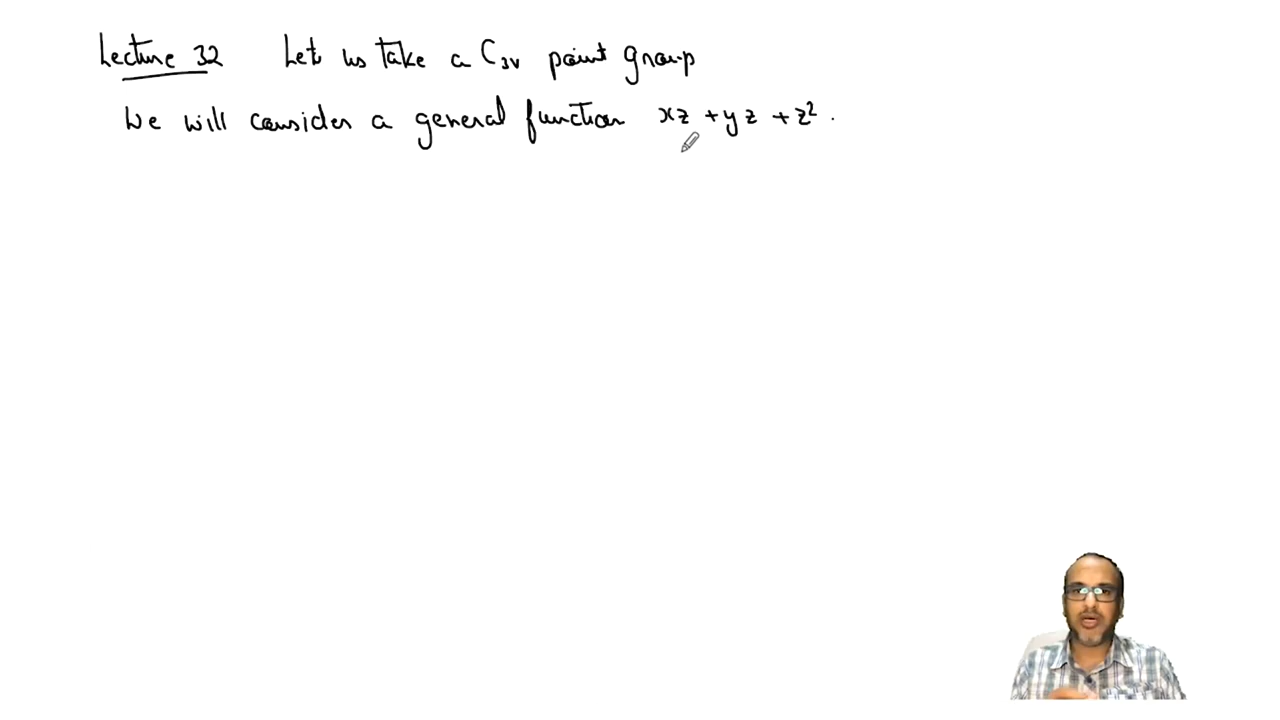 Lecture 32 Let us take a C₃ᵥ point group
We will consider a general function xz + yz + z² .